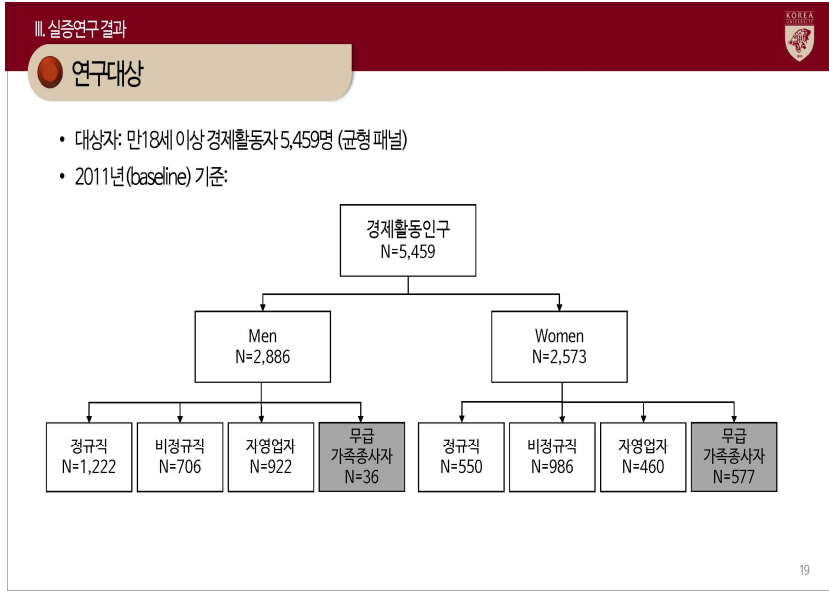 III. 실증연구 결과
KOREA
UNIVERSITY
연구대상
• 대상자: 만18세 이상 경제활동자 5,459명 (균형 패널)
• 2011년(baseline) 기준:
경제활동인구
N=5,459
Men
N=2,886
Women
N=2,573
정규직
N=1,222
비정규직
N=706
자영업자
N=922
무급
가족종사자
N=36
정규직
N=550
비정규직
N=986
자영업자
N=460
무급
가족종사자
N=577
19